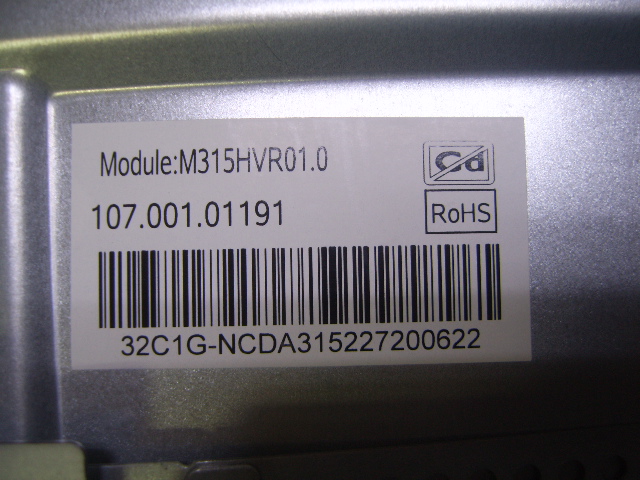 Module:M315HVR01.0
Cd
107.001.01191
RoHS
32C1G-NCDA315227200622